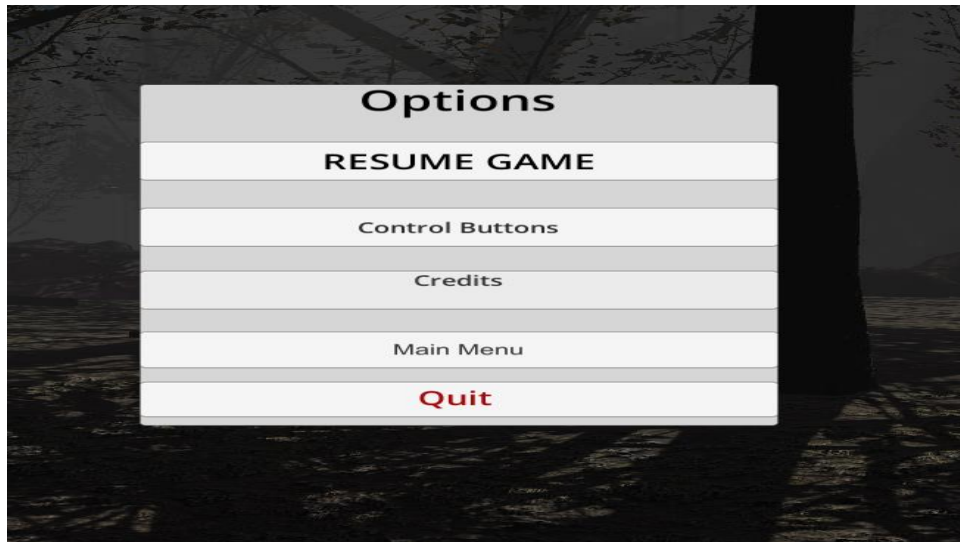 Options
RESUME GAME
Control Buttons
Credits
Main Menu
Quit